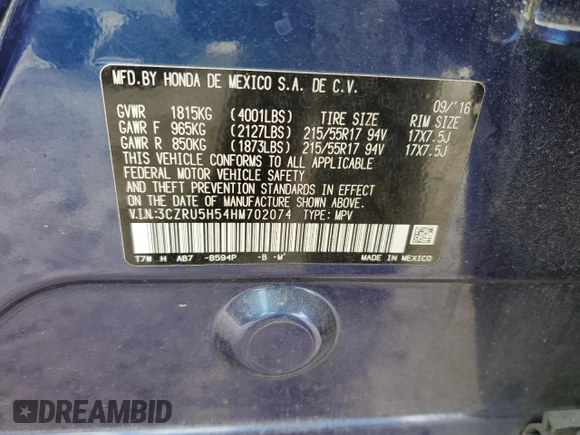 MFD.BY HONDA DE MEXICO S.A. DE C.V.
09/'16
GVWR 1815KG (4001LBS) TIRE SIZE RIM SIZE
GAWR F 965KG (2127LBS) 215/55R17 94V 17X7.5J
GAWR R 850KG (1873LBS) 215/55R17 94V 17X7.5J
THIS VEHICLE CONFORMS TO ALL APPLICABLE
FEDERAL MOTOR VEHICLE SAFETY
AND THEFT PREVENTION STANDARDS IN EFFECT
ON THE DATE OF MANUFACTURE SHOWN ABOVE.
V.I.N:3CZRU5H54HM702074 TYPE: MPV
T7W H AB7 -B594P -B -M' MADE IN MEXICO
DREAMBID